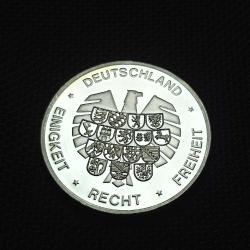 DEUTSCHLAND
EINIGKEIT
RECHT
FREIHEIT